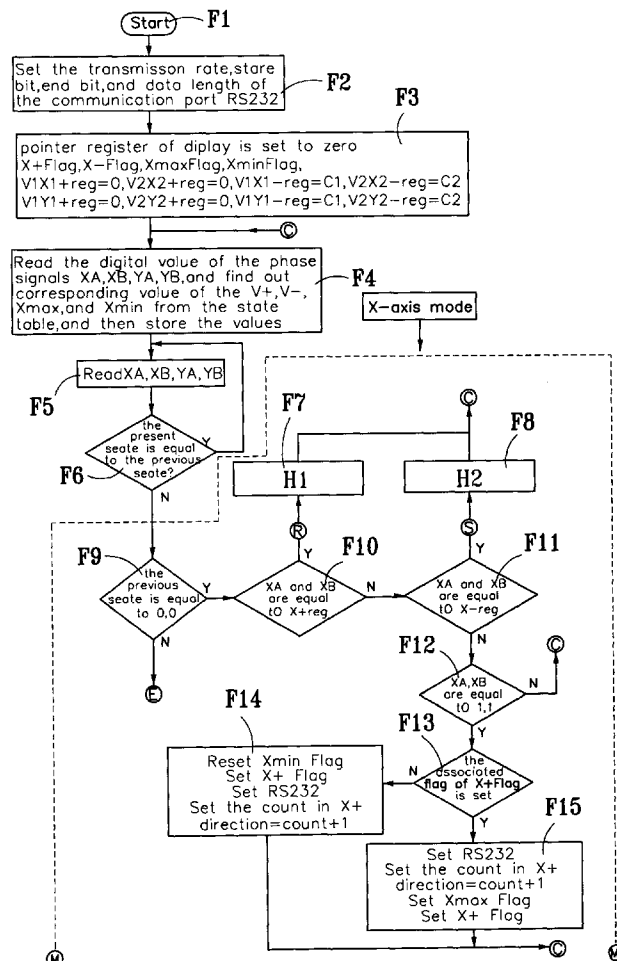 Start
F1
Set the transmisson rate,stare
bit,end bit,and data length of
the communication port RS232
F2
F3
pointer register of diplay is set to zero
X+Flag,X-Flag,XmaxFlag,XminFlag,
V1X1+reg=0,V2X2+reg=0,V1X1-reg=C1,V2X2-reg=C2
V1Y1+reg=0,V2Y2+reg=0,V1Y1-reg=C1,V2Y2-reg=C2
C
Read the digital value of the phase
signals XA,XB,YA,YB,and find out
corresponding value of the V+,V-,
Xmax,and Xmin from the state
table,and then store the values
F4
X-axis mode
ReadXA,XB,YA,YB
F5
the
present
seate is equal
to the previous
seate?
Y
F6
N
F7
H1
C
F8
H2
R
S
F9
the
previous
seate is equal
to 0,0
Y
N
E
F10
Y
XA and XB
are equal
tO X+reg
N
F11
Y
XA and XB
are equal
tO X-reg
N
F12
XA,XB
are equal
tO 1,1
N
C
Y
F13
the
associated
flag of X+Flag
is set
N
Y
F14
Reset Xmin Flag
Set X+ Flag
Set RS232
Set the count in X+
direction=count+1
F15
Set RS232
Set the count in X+
direction=count+1
Set Xmax Flag
Set X+ Flag
C
M
M